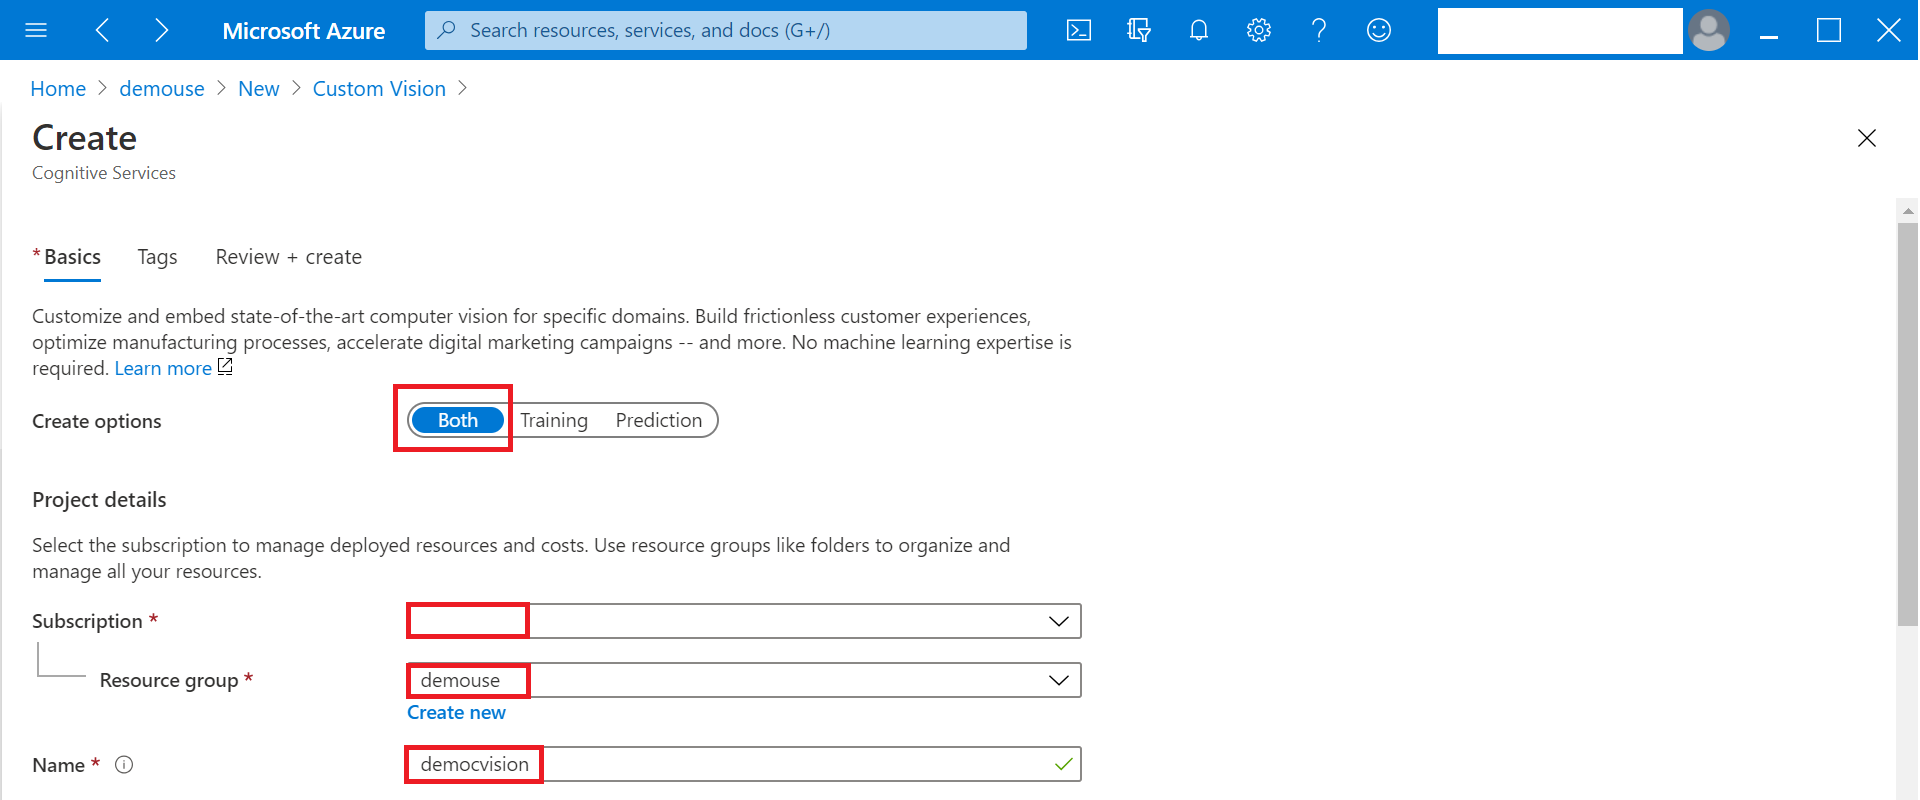 Microsoft Azure
Search resources, services, and docs (G+/)
Home > demouse > New > Custom Vision >
Create
Cognitive Services
* Basics Tags Review + create
Customize and embed state-of-the-art computer vision for specific domains. Build frictionless customer experiences,
optimize manufacturing processes, accelerate digital marketing campaigns -- and more. No machine learning expertise is
required. Learn more
Create options Both Training Prediction
Project details
Select the subscription to manage deployed resources and costs. Use resource groups like folders to organize and
manage all your resources.
Subscription *
Resource group * demouse
Create new
Name * democvision